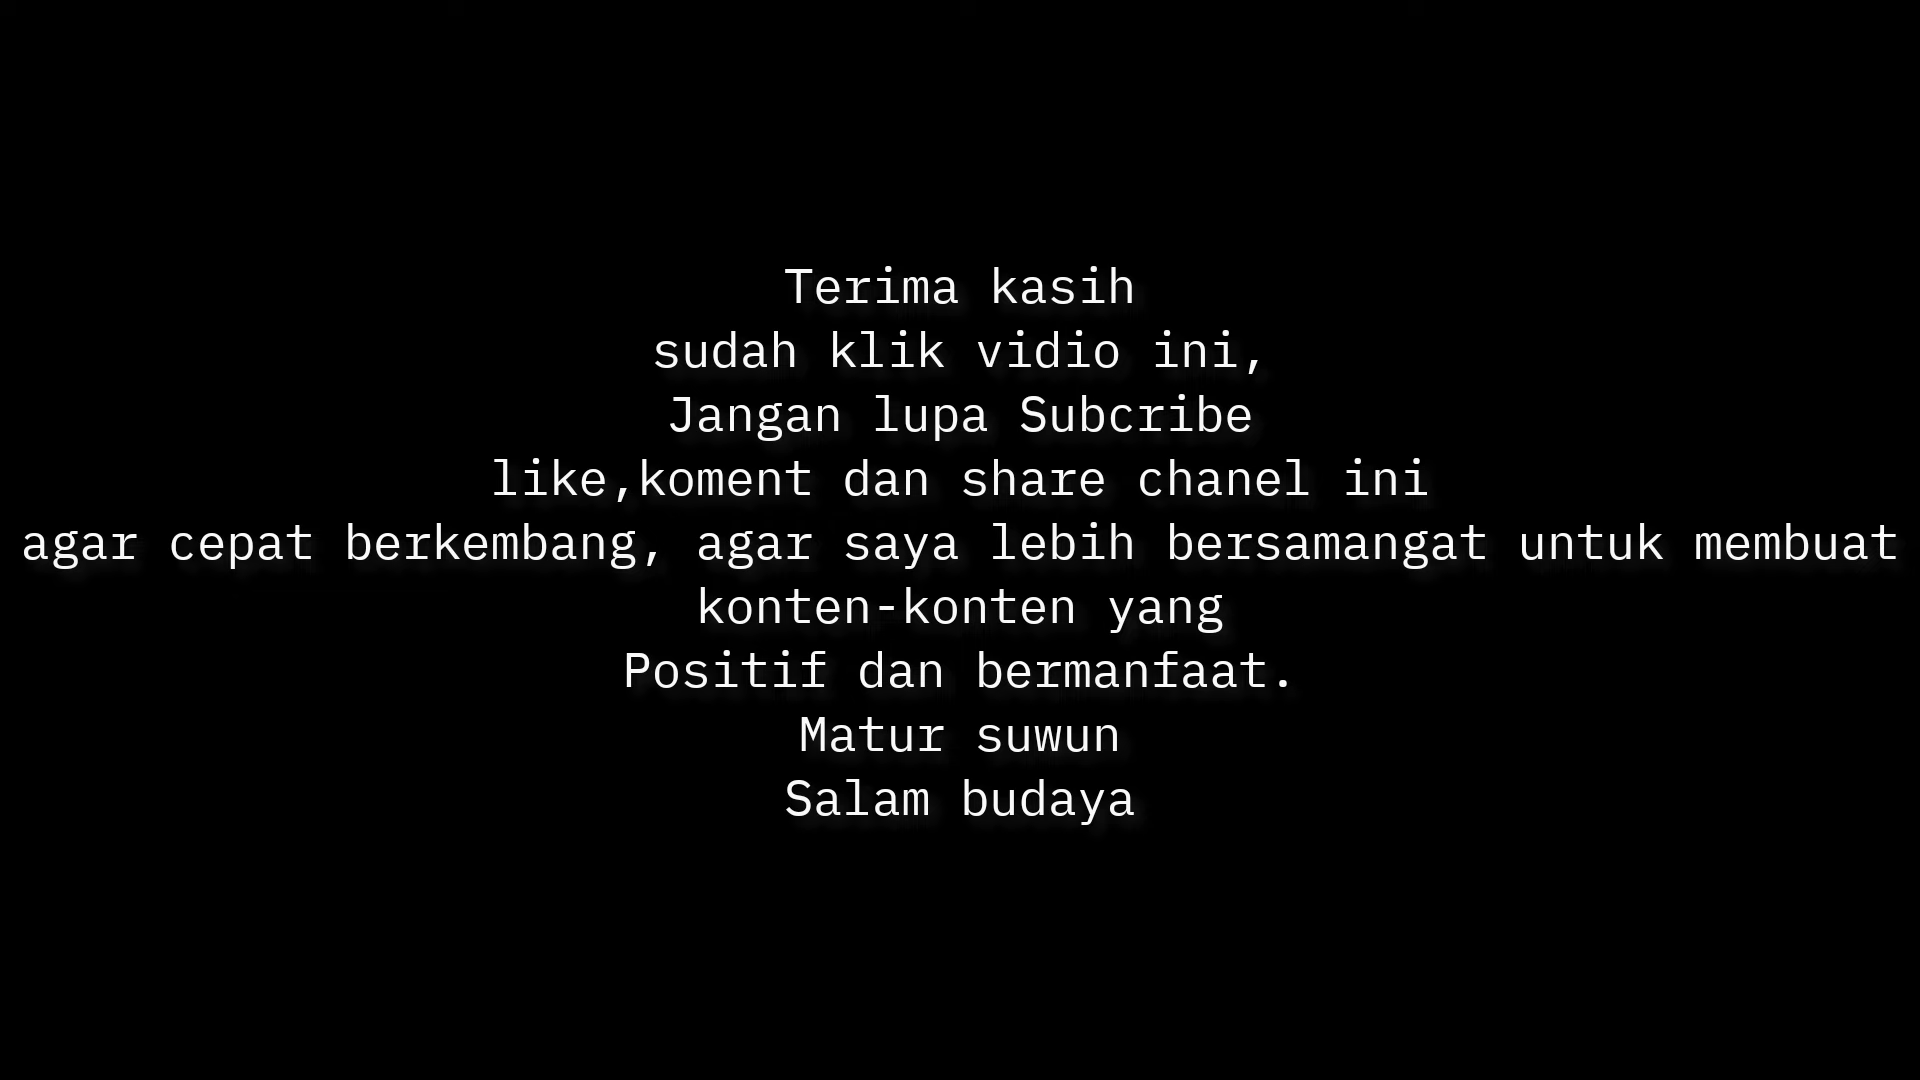 Terima kasih
sudah klik vidio ini,
Jangan lupa Subcribe
like,koment dan share chanel ini
agar cepat berkembang, agar saya lebih bersamangat untuk membuat
konten-konten yang
Positif dan bermanfaat.
Matur suwun
Salam budaya